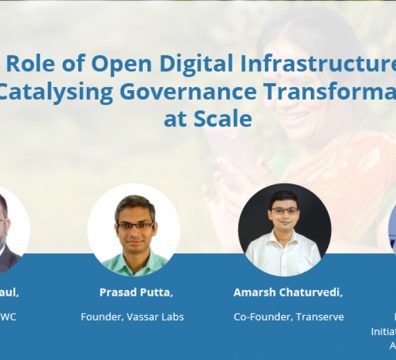 Role of Open Digital Infrastructure
Catalysing Governance Transforma
at Scale
aul,
Prasad Putta,
Amarsh Chaturvedi,
WC
Founder, Vassar Labs
Co-Founder, Transerve
Initia
A